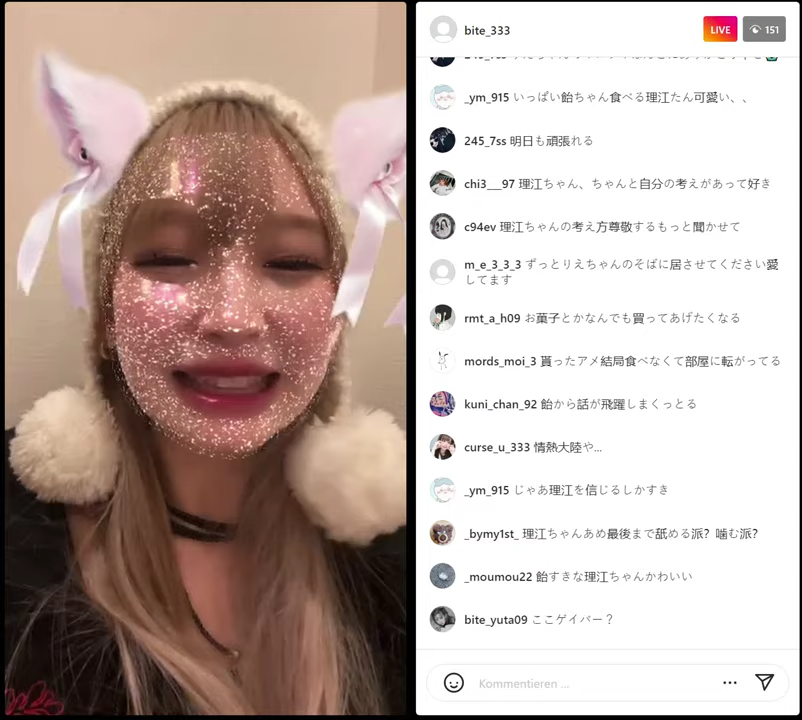 bite_333
LIVE
151
_ym_915 いっぱい飴ちゃん食べる理江たん可愛い、、
245_7ss 明日も頑張れる
chi3__97 理江ちゃん、ちゃんと自分の考えがあって好き
c94ev 理江ちゃんの考え方尊敬するもっと聞かせて
m_e_3_3_3 ずっとりえちゃんのそばに居させてください愛
してます
rmt_a_h09 お菓子とかなんでも買ってあげたくなる
mords_moi_3 貰ったアメ結局食べなくて部屋に転がってる
kuni_chan_92 飴から話が飛躍しまくっとる
curse_u_333 情熱大陸や...
_ym_915 じゃあ理江を信じるしかすき
_bymy1st_ 理江ちゃんあめ最後まで舐める派？噛む派？
_moumou22 飴すきな理江ちゃんかわいい
bite_yuta09 ここゲイバー？
Kommentieren ...